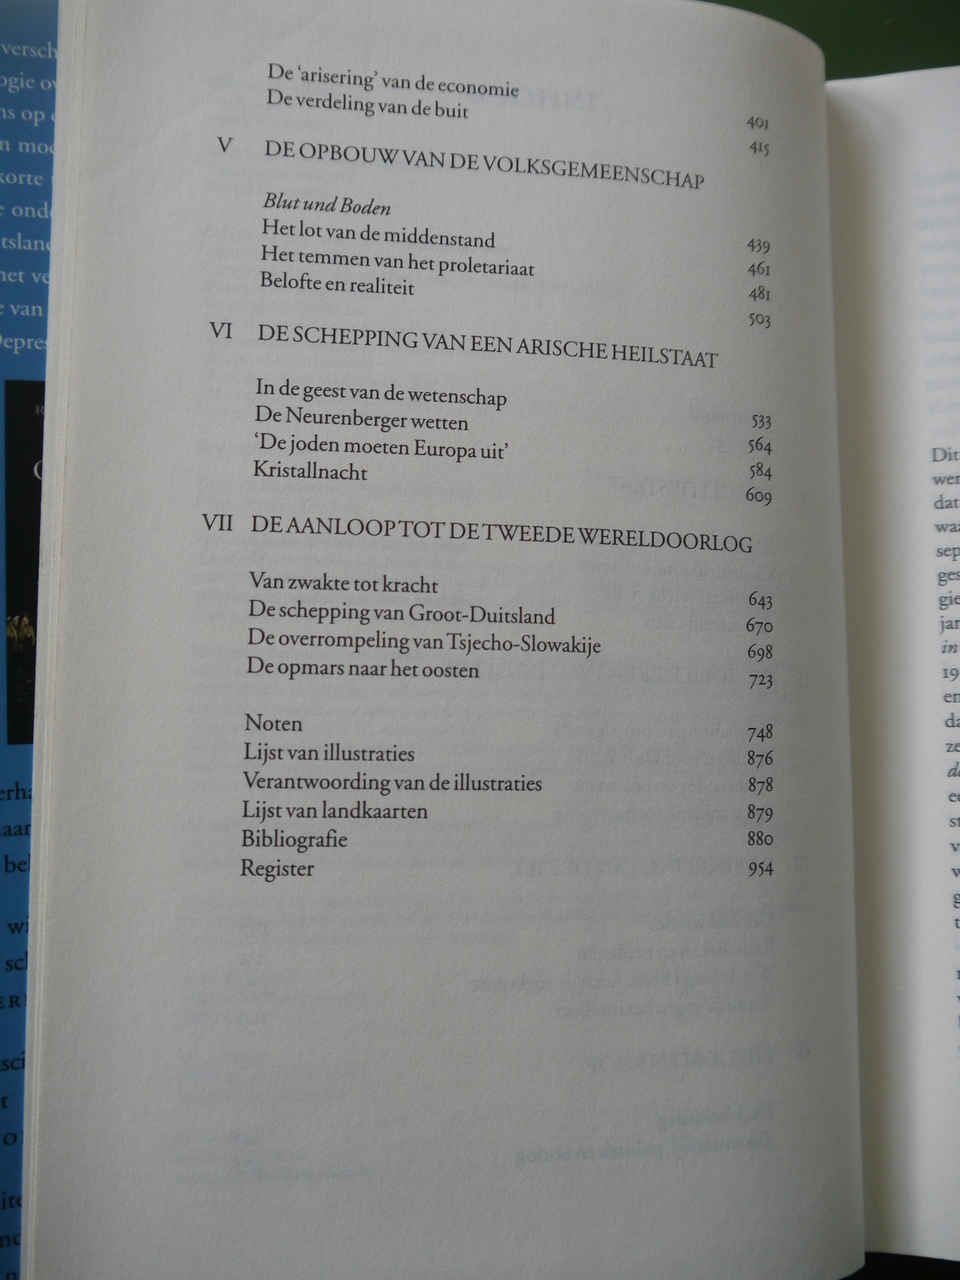 De ‘arisering’ van de economie 401
De verdeling van de buit 415
V DE OPBOUW VAN DE VOLKSGEMEENSCHAP
Blut und Boden 439
Het lot van de middenstand 461
Het temmen van het proletariaat 481
Belofte en realiteit 503
VI DE SCHEPPING VAN EEN ARISCHE HEILSTAAT
In de geest van de wetenschap 533
De Neurenberger wetten 564
‘De joden moeten Europa uit’ 584
Kristallnacht 609
VII DE AANLOOP TOT DE TWEEDE WERELDOORLOG
Van zwakte tot kracht 643
De schepping van Groot-Duitsland 670
De overrompeling van Tsjecho-Slowakije 698
De opmars naar het oosten 723
Noten 748
Lijst van illustraties 876
Verantwoording van de illustraties 878
Lijst van landkaarten 879
Bibliografie 880
Register 954